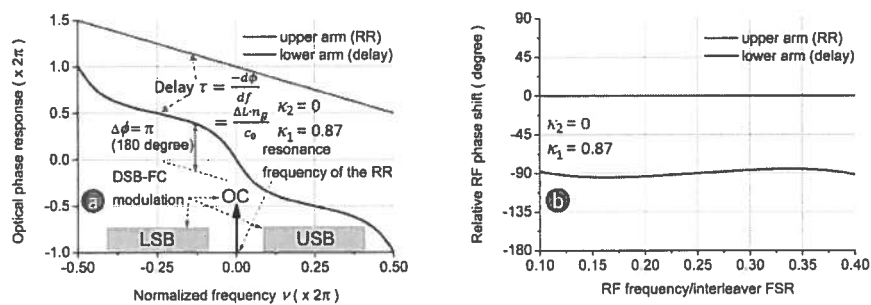 1.5
1.0
0.5
0.0
-0.5
-1.0
-0.50
-0.25
0.00
0.25
0.50
Optical phase response ( x 2π)
Normalized frequency ν ( x 2π)
upper arm (RR)
lower arm (delay)
Delay τ = -dϕ / df
= ΔL·n_g / c₀
κ₂ = 0
κ₁ = 0.87
Δϕ = π
(180 degree)
resonance
frequency of the RR
DSB-FC
modulation
OC
a
LSB
USB
90
45
0
-45
-90
-135
-180
0.10
0.15
0.20
0.25
0.30
0.35
0.40
Relative RF phase shift ( degree)
RF frequency/interleaver FSR
upper arm (RR)
lower arm (delay)
κ₂ = 0
κ₁ = 0.87
b